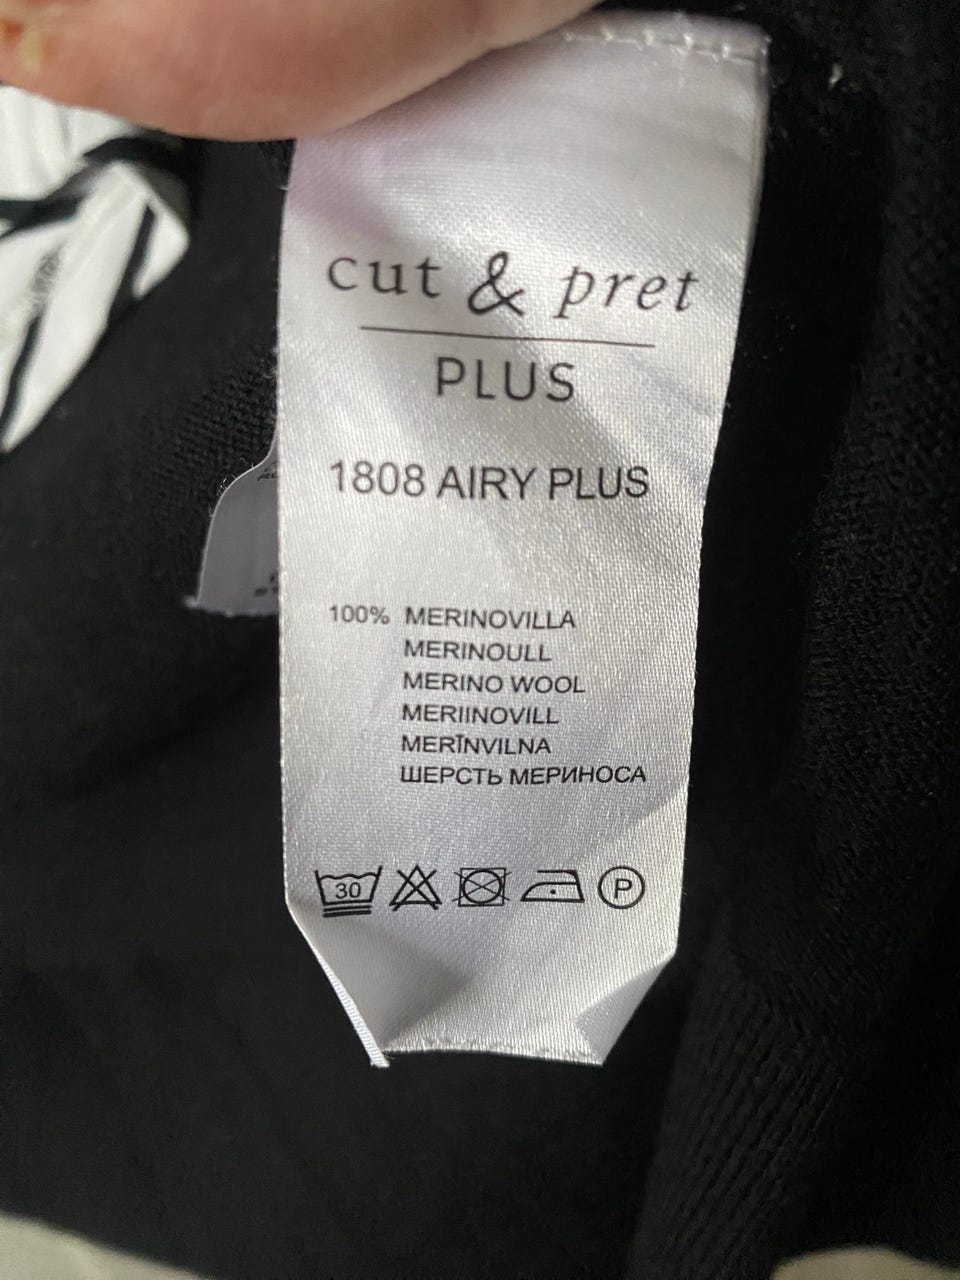 cut & pret
PLUS
1808 AIRY PLUS
100% MERINOVILLA
MERINOULL
MERINO WOOL
MERIINOVILL
MERĪNVILNA
ШЕРСТЬ МЕРИНОСА
30 P